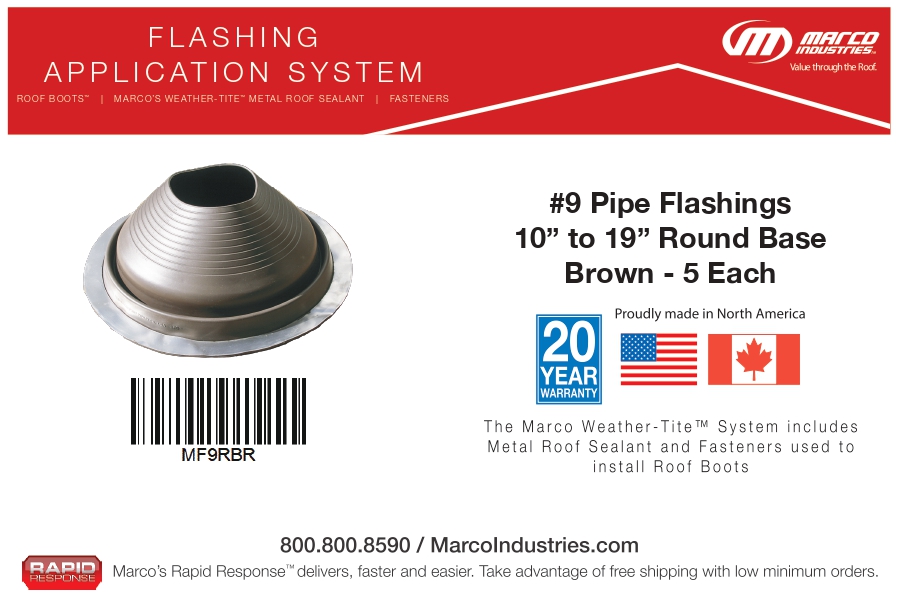 FLASHING
APPLICATION SYSTEM
ROOF BOOTS™ | MARCO'S WEATHER-TITE™ METAL ROOF SEALANT | FASTENERS
MARCO
INDUSTRIES™
Value through the Roof.
#9 Pipe Flashings
10” to 19” Round Base
Brown - 5 Each
Proudly made in North America
20
YEAR
WARRANTY
The Marco Weather-Tite™ System includes
Metal Roof Sealant and Fasteners used to
install Roof Boots
MF9RBR
800.800.8590 / MarcoIndustries.com
RAPID
RESPONSE
Marco’s Rapid Response™ delivers, faster and easier. Take advantage of free shipping with low minimum orders.